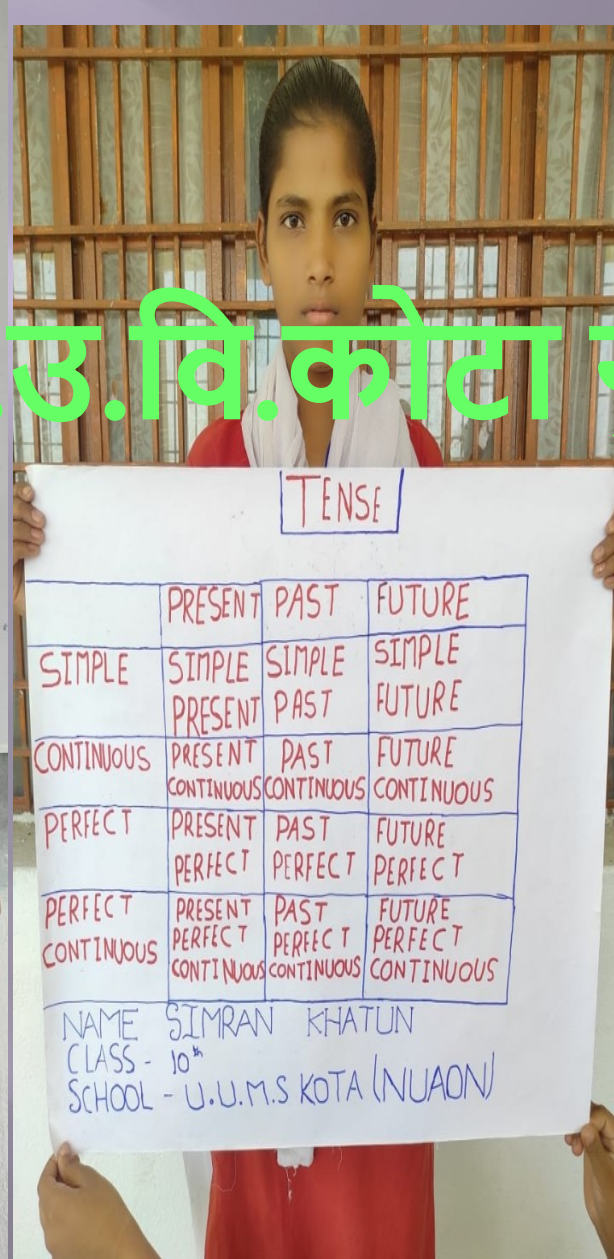 .उ.वि.कोटा
TENSE
PRESENT PAST FUTURE
SIMPLE SIMPLE PRESENT SIMPLE PAST SIMPLE FUTURE
CONTINUOUS PRESENT CONTINUOUS PAST CONTINUOUS FUTURE CONTINUOUS
PERFECT PRESENT PERFECT PAST PERFECT FUTURE PERFECT
PERFECT CONTINUOUS PRESENT PERFECT CONTINUOUS PAST PERFECT CONTINUOUS FUTURE PERFECT CONTINUOUS
NAME SIMRAN KHATUN
CLASS - 10th
SCHOOL - U.U.M.S KOTA (NUAON)